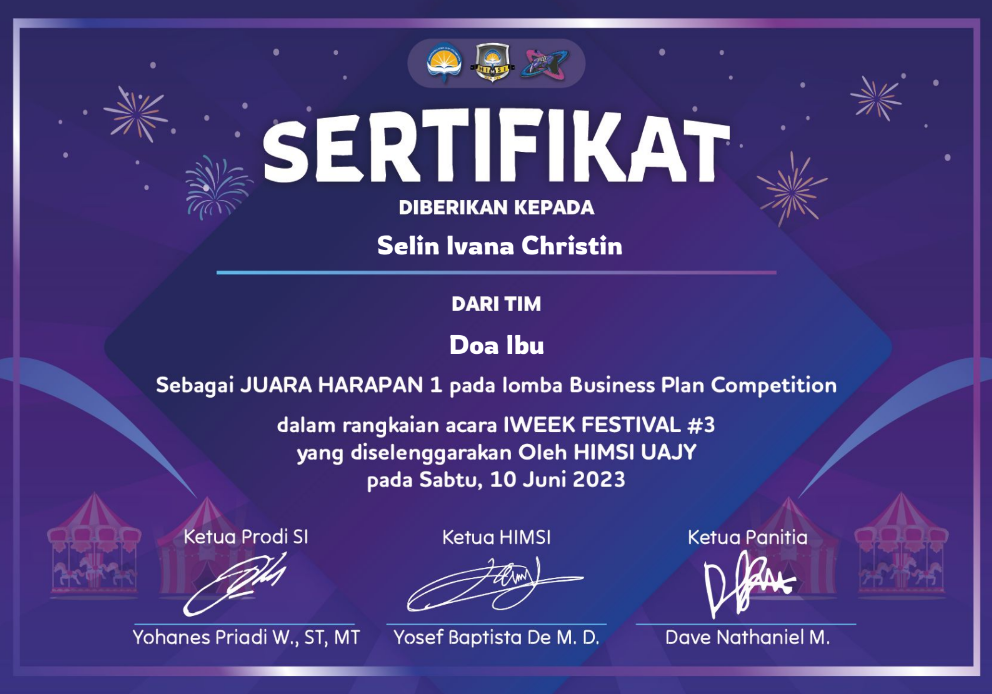 SERTIFIKAT
DIBERIKAN KEPADA
Selin Ivana Christin
DARI TIM
Doa Ibu
Sebagai JUARA HARAPAN 1 pada lomba Business Plan Competition
dalam rangkaian acara IWEEK FESTIVAL #3
yang diselenggarakan Oleh HIMSI UAJY
pada Sabtu, 10 Juni 2023
Ketua Prodi SI
Ketua HIMSI
Ketua Panitia
Yohanes Priadi W., ST, MT
Yosef Baptista De M. D.
Dave Nathaniel M.